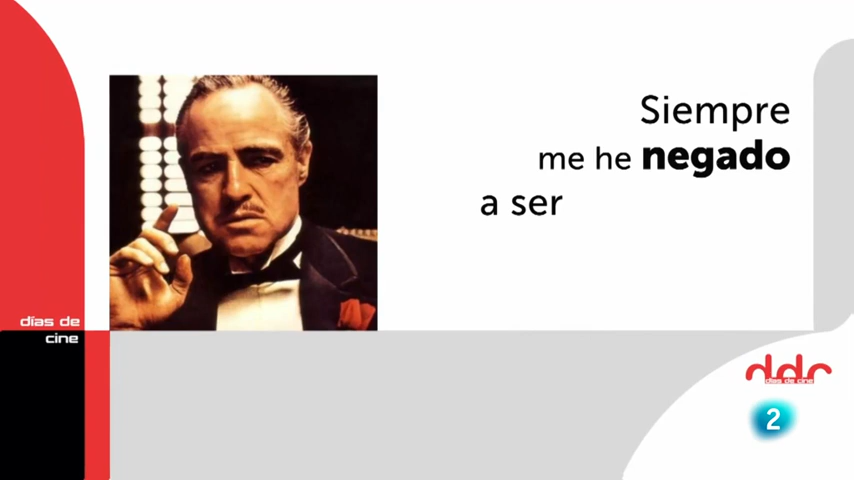 Siempre
me he negado
a ser
días de
cine
ddc
días de cine
2